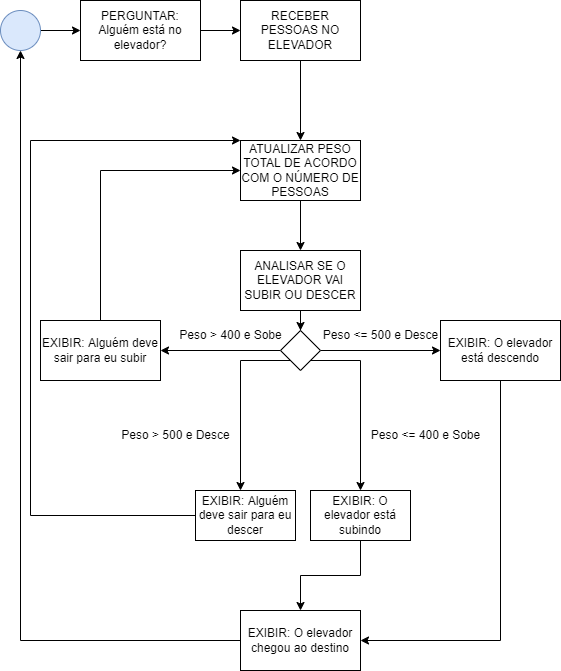 PERGUNTAR:
Alguém está no
elevador?
RECEBER
PESSOAS NO
ELEVADOR
ATUALIZAR PESO
TOTAL DE ACORDO
COM O NÚMERO DE
PESSOAS
ANALISAR SE O
ELEVADOR VAI
SUBIR OU DESCER
Peso > 400 e Sobe
Peso <= 500 e Desce
EXIBIR: Alguém deve
sair para eu subir
EXIBIR: O elevador
está descendo
Peso > 500 e Desce
Peso <= 400 e Sobe
EXIBIR: Alguém
deve sair para eu
descer
EXIBIR: O
elevador está
subindo
EXIBIR: O elevador
chegou ao destino